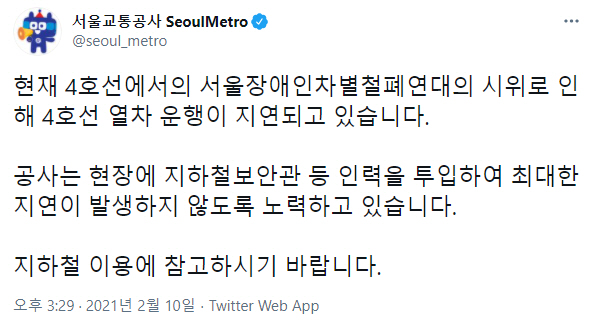 서울교통공사 SeoulMetro
@seoul_metro
현재 4호선에서의 서울장애인차별철폐연대의 시위로 인
해 4호선 열차 운행이 지연되고 있습니다.
공사는 현장에 지하철보안관 등 인력을 투입하여 최대한
지연이 발생하지 않도록 노력하고 있습니다.
지하철 이용에 참고하시기 바랍니다.
오후 3:29 · 2021년 2월 10일 · Twitter Web App